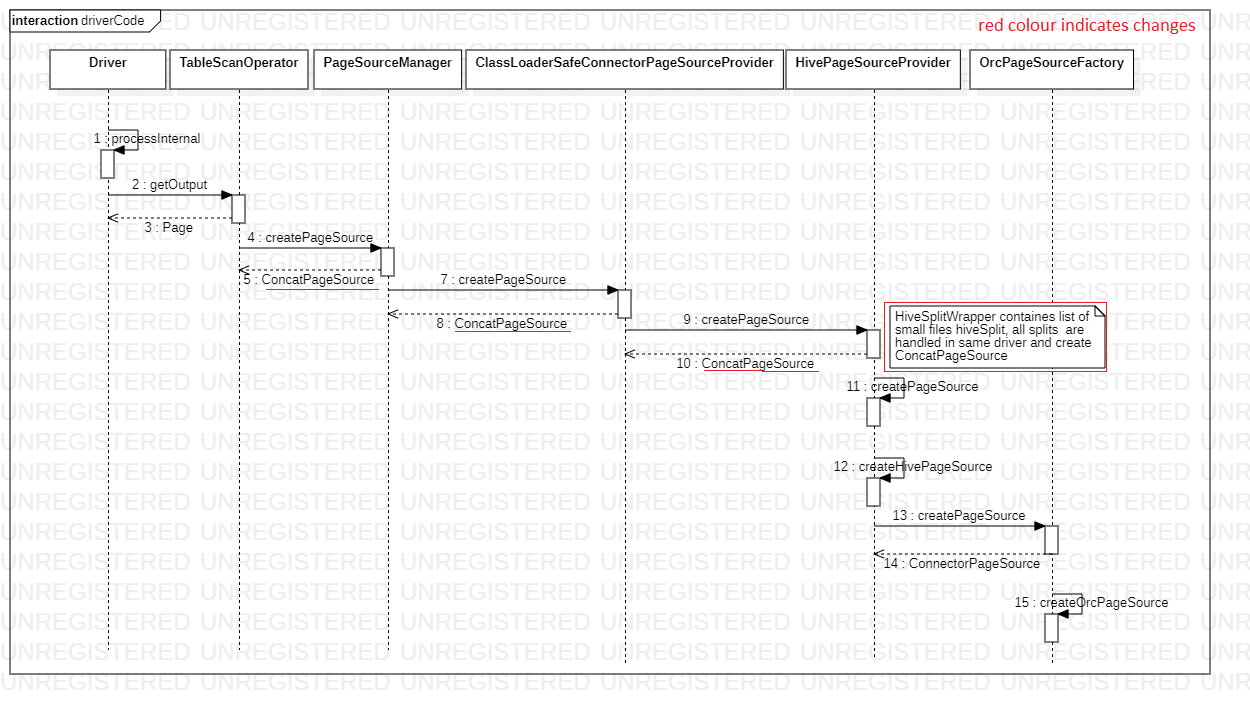 interaction driverCode
red colour indicates changes
Driver
TableScanOperator
PageSourceManager
ClassLoaderSafeConnectorPageSourceProvider
HivePageSourceProvider
OrcPageSourceFactory
1 : processInternal
2 : getOutput
3 : Page
4 : createPageSource
5 : ConcatPageSource
7 : createPageSource
8 : ConcatPageSource
9 : createPageSource
10 : ConcatPageSource
HiveSplitWrapper containes list of
small files hiveSplit, all splits are
handled in same driver and create
ConcatPageSource
11 : createPageSource
12 : createHivePageSource
13 : createPageSource
14 : ConnectorPageSource
15 : createOrcPageSource
UNREGISTERED